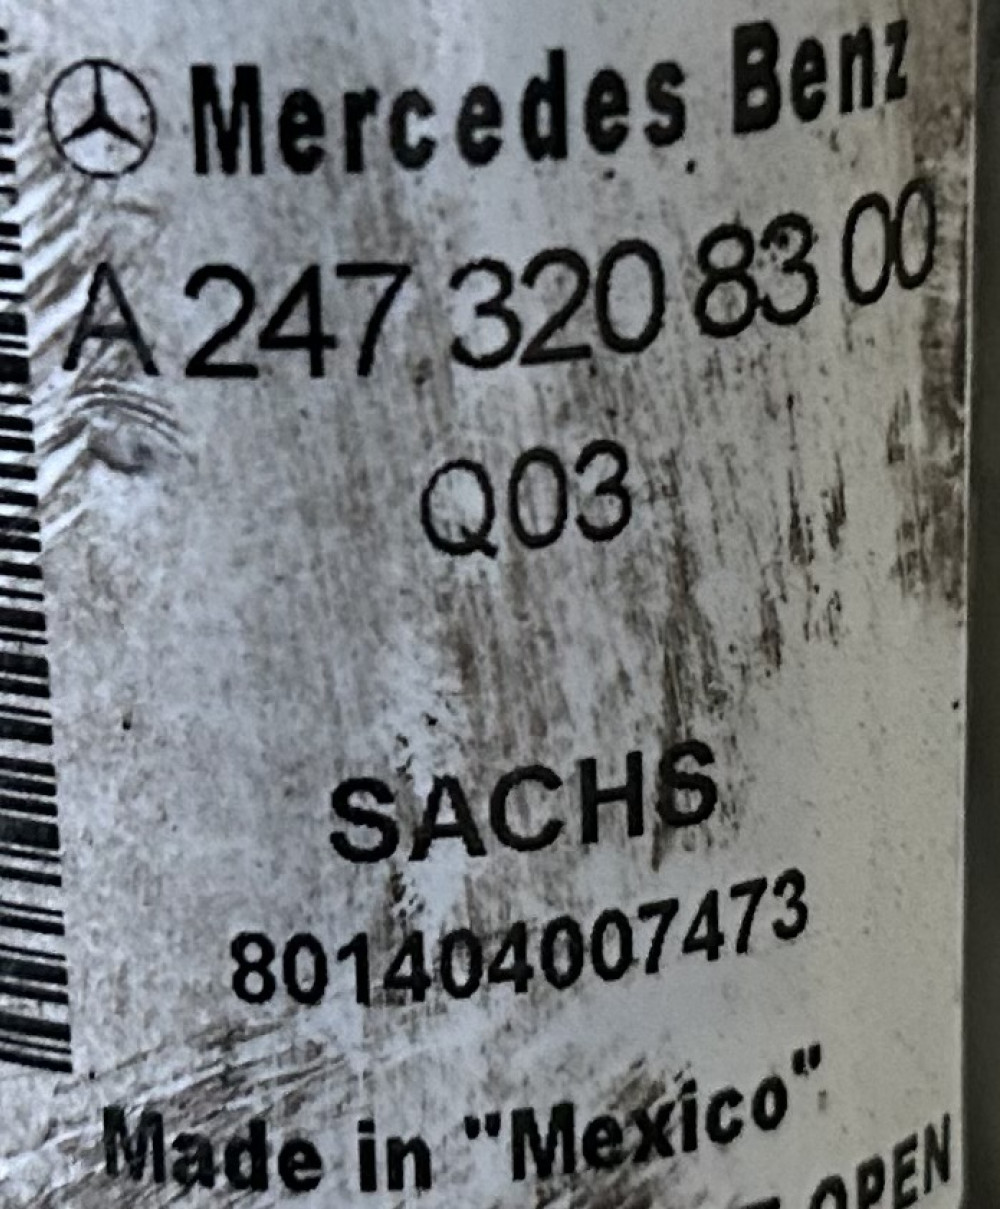 Mercedes Benz
A 247 320 83 00
Q03
SACHS
801404007473
Made in "Mexico"
OPEN